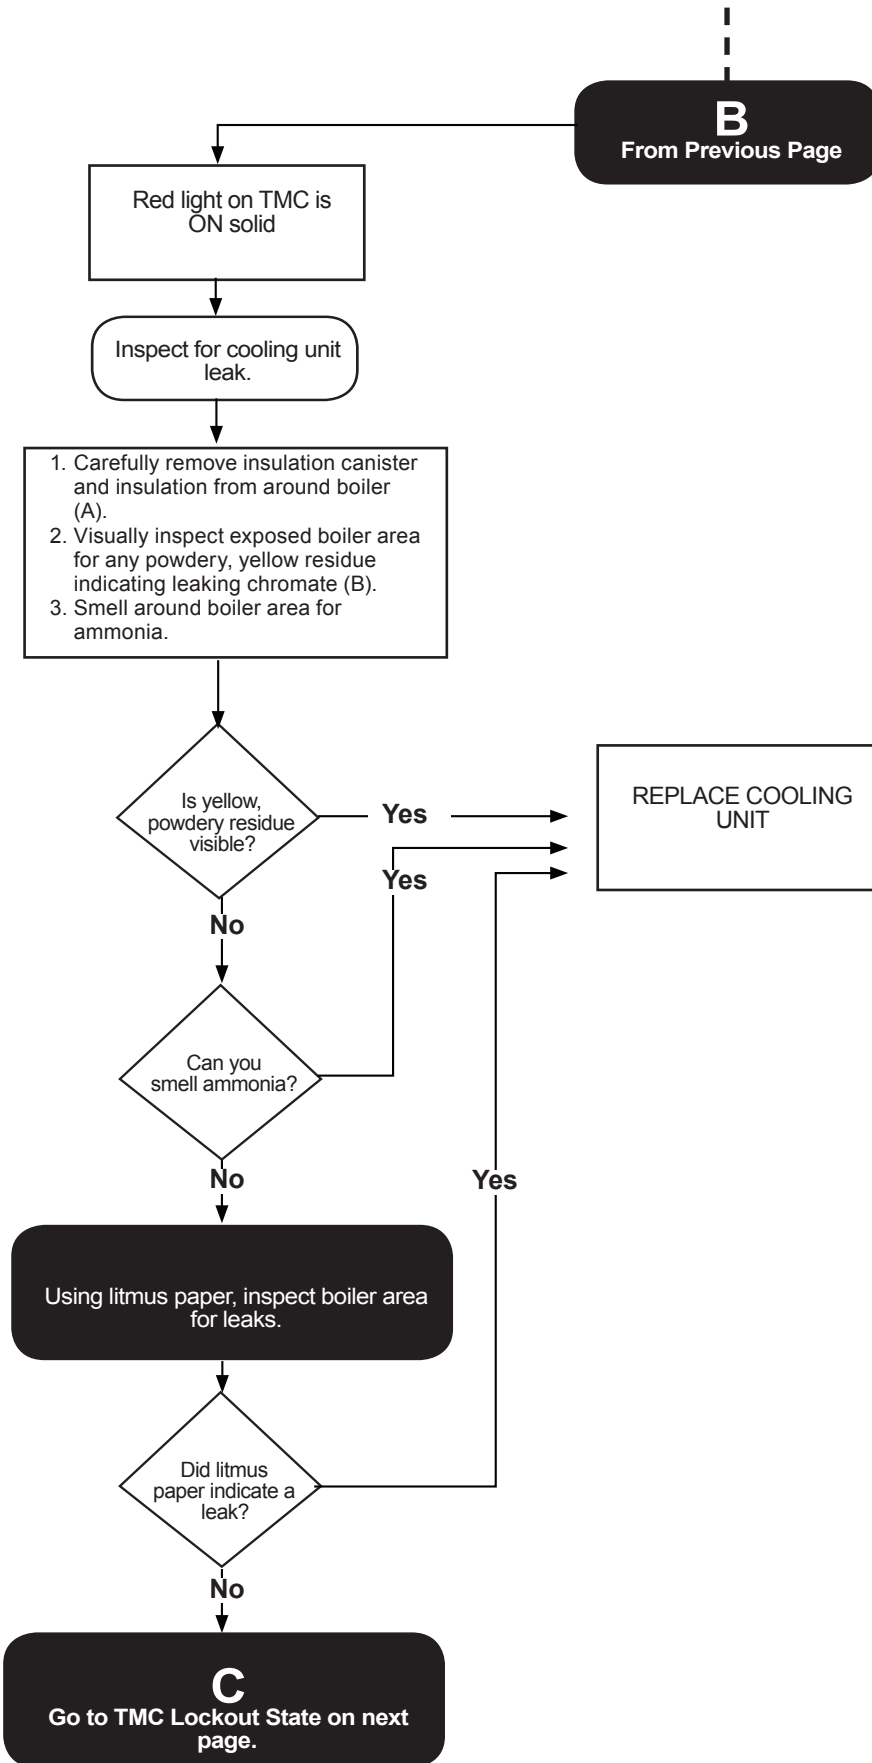 B
From Previous Page
Red light on TMC is
ON solid
Inspect for cooling unit
leak.
1. Carefully remove insulation canister
and insulation from around boiler
(A).
2. Visually inspect exposed boiler area
for any powdery, yellow residue
indicating leaking chromate (B).
3. Smell around boiler area for
ammonia.
Is yellow,
powdery residue
visible?
Yes
REPLACE COOLING
UNIT
Yes
No
Can you
smell ammonia?
No
Yes
Using litmus paper, inspect boiler area
for leaks.
Did litmus
paper indicate a
leak?
No
C
Go to TMC Lockout State on next
page.